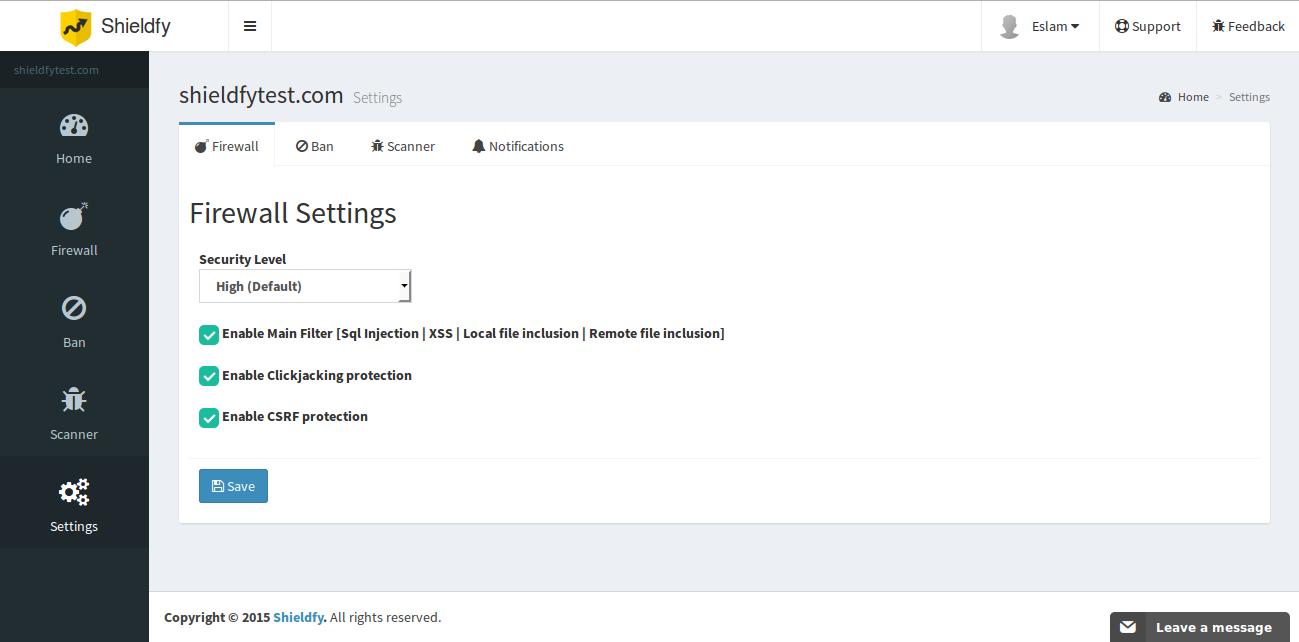 Shieldfy
Eslam
Support
Feedback
shieldfytest.com
Home
Firewall
Ban
Scanner
Settings
shieldfytest.com Settings
Home > Settings
Firewall
Ban
Scanner
Notifications
Firewall Settings
Security Level
High (Default)
Enable Main Filter [Sql Injection | XSS | Local file inclusion | Remote file inclusion]
Enable Clickjacking protection
Enable CSRF protection
Save
Copyright © 2015 Shieldfy. All rights reserved.
Leave a message